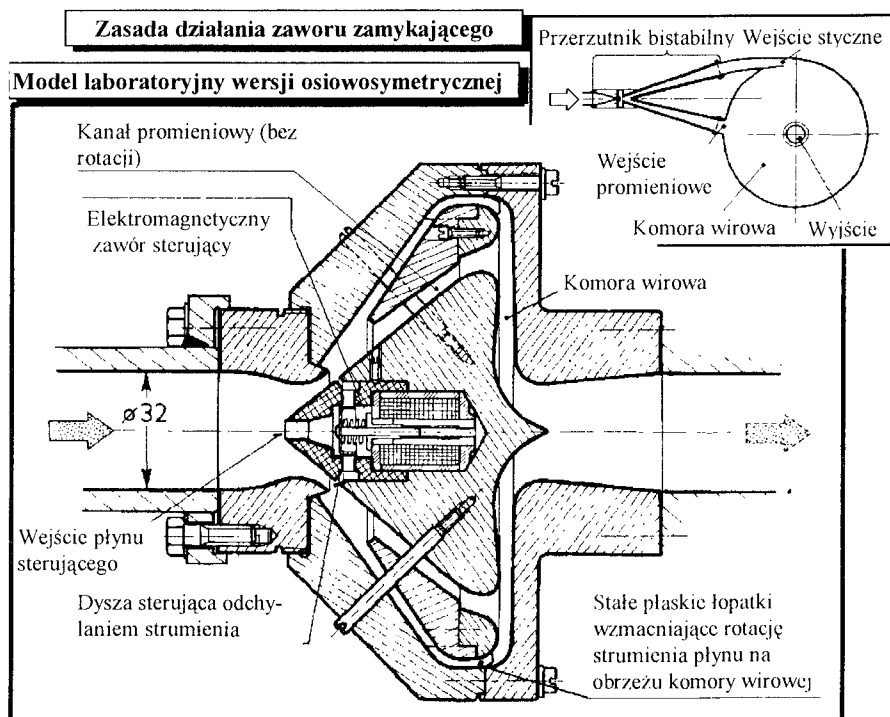 Zasada działania zaworu zamykającego
Model laboratoryjny wersji osiowosymetrycznej
Przerzutnik bistabilny Wejście styczne
Wejście
promieniowe
Komora wirowa
Wyjście
Kanał promieniowy (bez
rotacji)
Elektromagnetyczny
zawór sterujący
Komora wirowa
ø32
Wejście płynu
sterującego
Dysza sterująca odchy-
laniem strumienia
Stałe płaskie łopatki
wzmacniające rotację
strumienia płynu na
obrzeżu komory wirowej